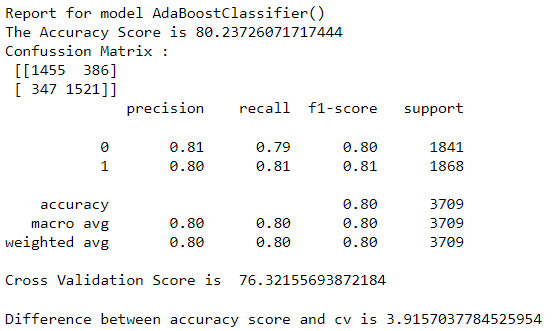 Report for model AdaBoostClassifier()
The Accuracy Score is 80.23726071717444
Confussion Matrix :
[[1455 386]
[ 347 1521]]
precision recall f1-score support
0 0.81 0.79 0.80 1841
1 0.80 0.81 0.81 1868
accuracy 0.80 3709
macro avg 0.80 0.80 0.80 3709
weighted avg 0.80 0.80 0.80 3709
Cross Validation Score is 76.32155693872184
Difference between accuracy score and cv is 3.9157037784525954